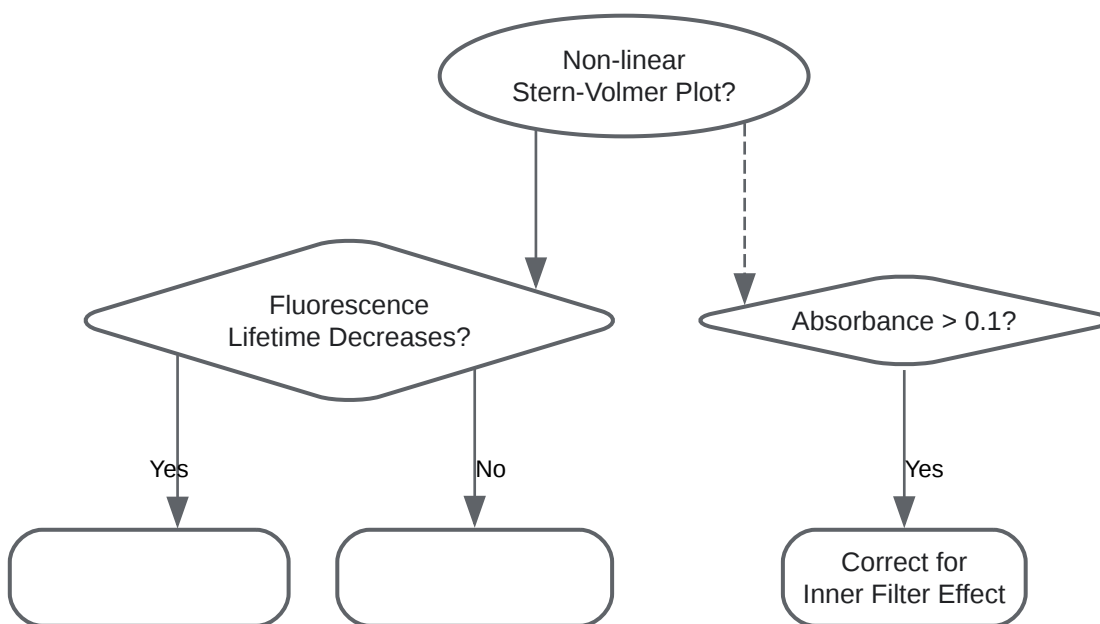 Non-linear
Stern-Volmer Plot?
Fluorescence
Lifetime Decreases?
Absorbance > 0.1?
Yes
No
Yes
Correct for
Inner Filter Effect